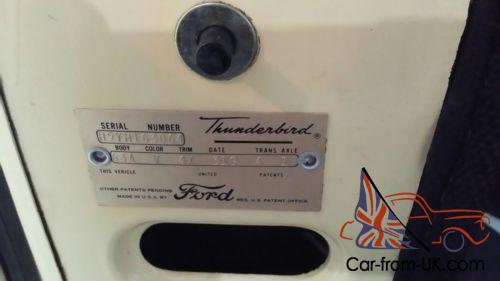 SERIAL NUMBER
Thunderbird ®
BODY COLOR TRIM DATE TRANS AXLE
THIS VEHICLE UNITED PATENTS
OTHER PATENTS PENDING
MADE IN U.S.A. BY Ford REG. U.S. PATENT OFFICE
Car-from-UK.com